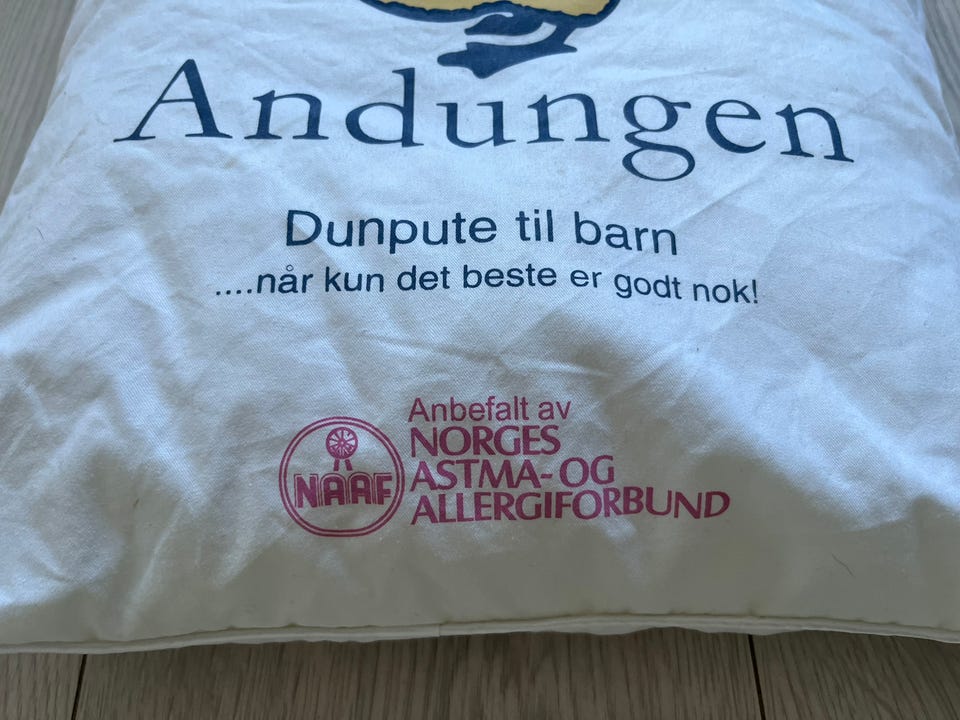 Andungen
Dunpute til barn
....når kun det beste er godt nok!
Anbefalt av
NORGES
ASTMA- OG
ALLERGIFORBUND
NAAF